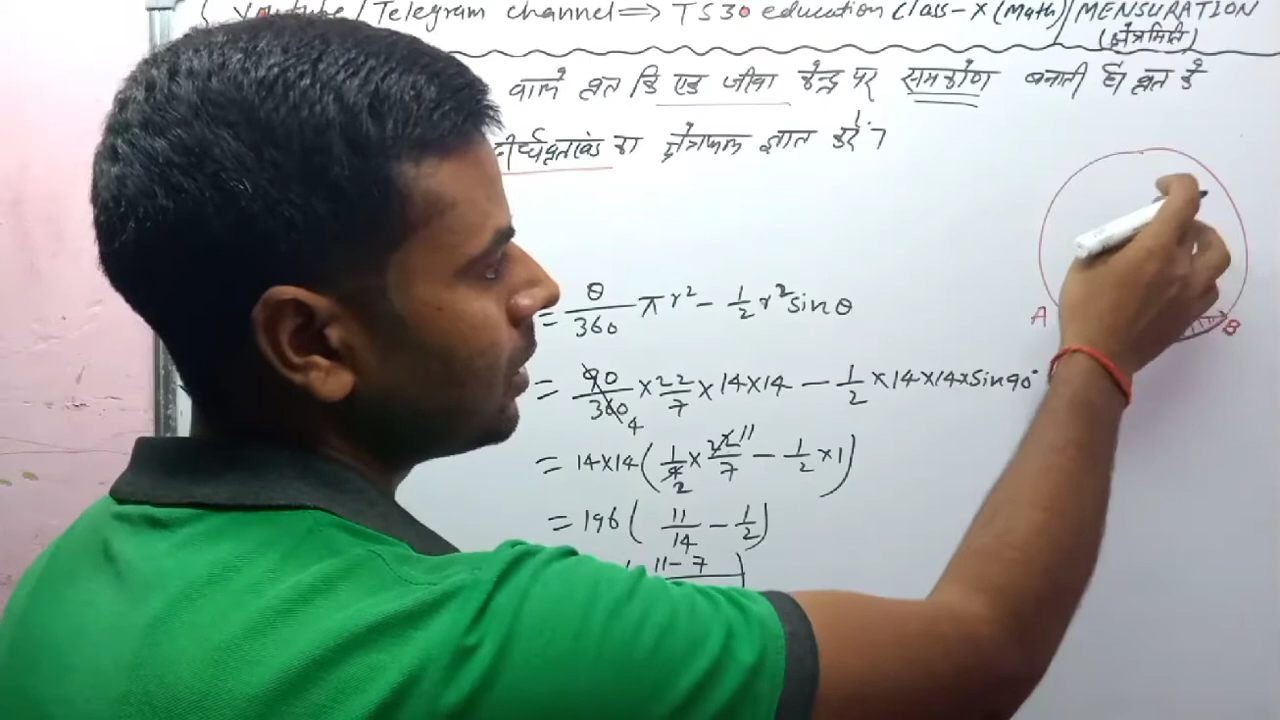 Youtube / Telegram channel ⇒ TS30 education Class-X (Math) MENSURATION
(क्षेत्रमिति)
वाले वृत कि एक जीवा केन्द्र पर समकोण बनाती है। वृत के
दीर्घवृतखंड का क्षेत्रफल ज्ञात करें।
= θ/360 πr² - 1/2 r² sinθ
A B
= 90/360 4 × 22/7 × 14×14 - 1/2 ×14×14×Sin90°
= 14×14 ( 1/4 2 × 22 11/7 - 1/2 ×1 )
= 196 ( 11/14 - 1/2 )
11-7